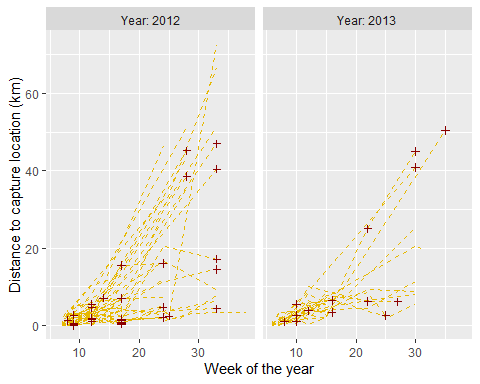 Year: 2012 Year: 2013
Distance to capture location (km)
60
40
20
0
10 20 30 10 20 30
Week of the year